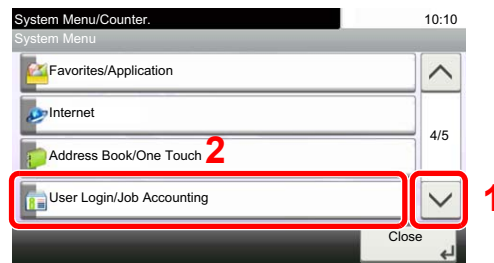 System Menu/Counter. 10:10
System Menu
Favorites/Application
Internet
4/5
Address Book/One Touch 2
User Login/Job Accounting
1
Close